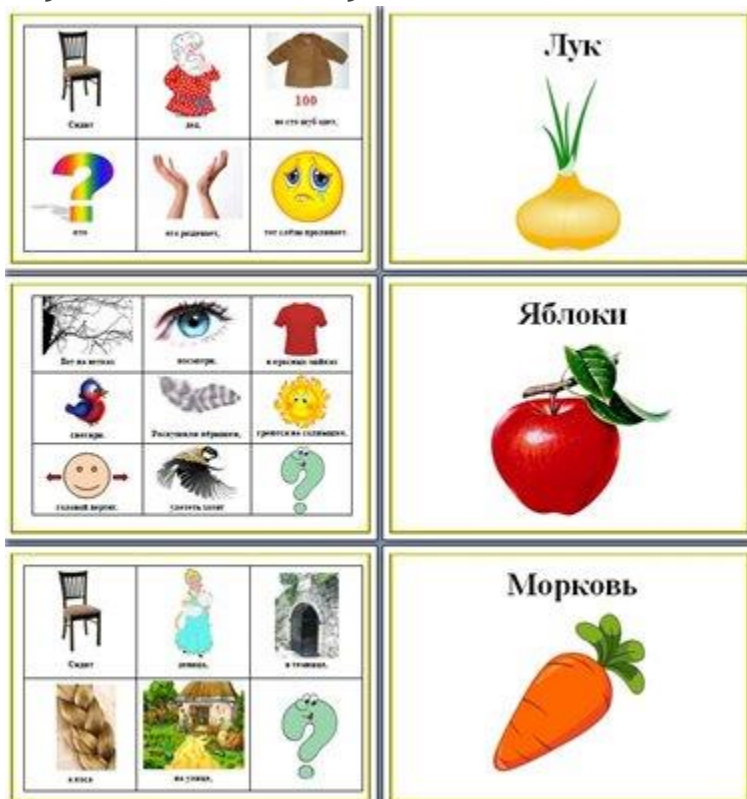 Лук
Сидит
дед,
100
во сто шуб одет,
кто
его раздевает,
тот слёзы проливает.
Яблоки
Вот на ветках
посмотри.
в красных майках
снегири.
Распушили пёрышки,
греются на солнышке.
головой вертят.
улететь хотят
Морковь
Сидит
девица,
в темнице,
а коса
на улице,